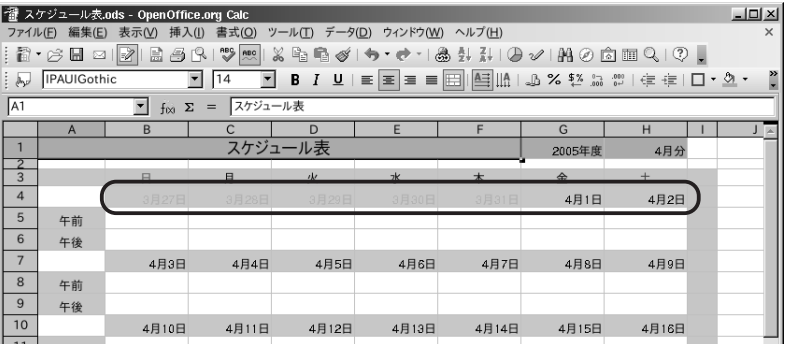 スケジュール表.ods - OpenOffice.org Calc
ファイル(F) 編集(E) 表示(V) 挿入(I) 書式(O) ツール(T) データ(D) ウィンドウ(W) ヘルプ(H)
IPAUIGothic 14 B I U
A1 f(x) Σ = スケジュール表
A B C D E F G H I J
1 スケジュール表 2005年度 4月分
2
3 日 月 火 水 木 金 土
4 3月27日 3月28日 3月29日 3月30日 3月31日 4月1日 4月2日
5 午前
6 午後
7 4月3日 4月4日 4月5日 4月6日 4月7日 4月8日 4月9日
8 午前
9 午後
10 4月10日 4月11日 4月12日 4月13日 4月14日 4月15日 4月16日